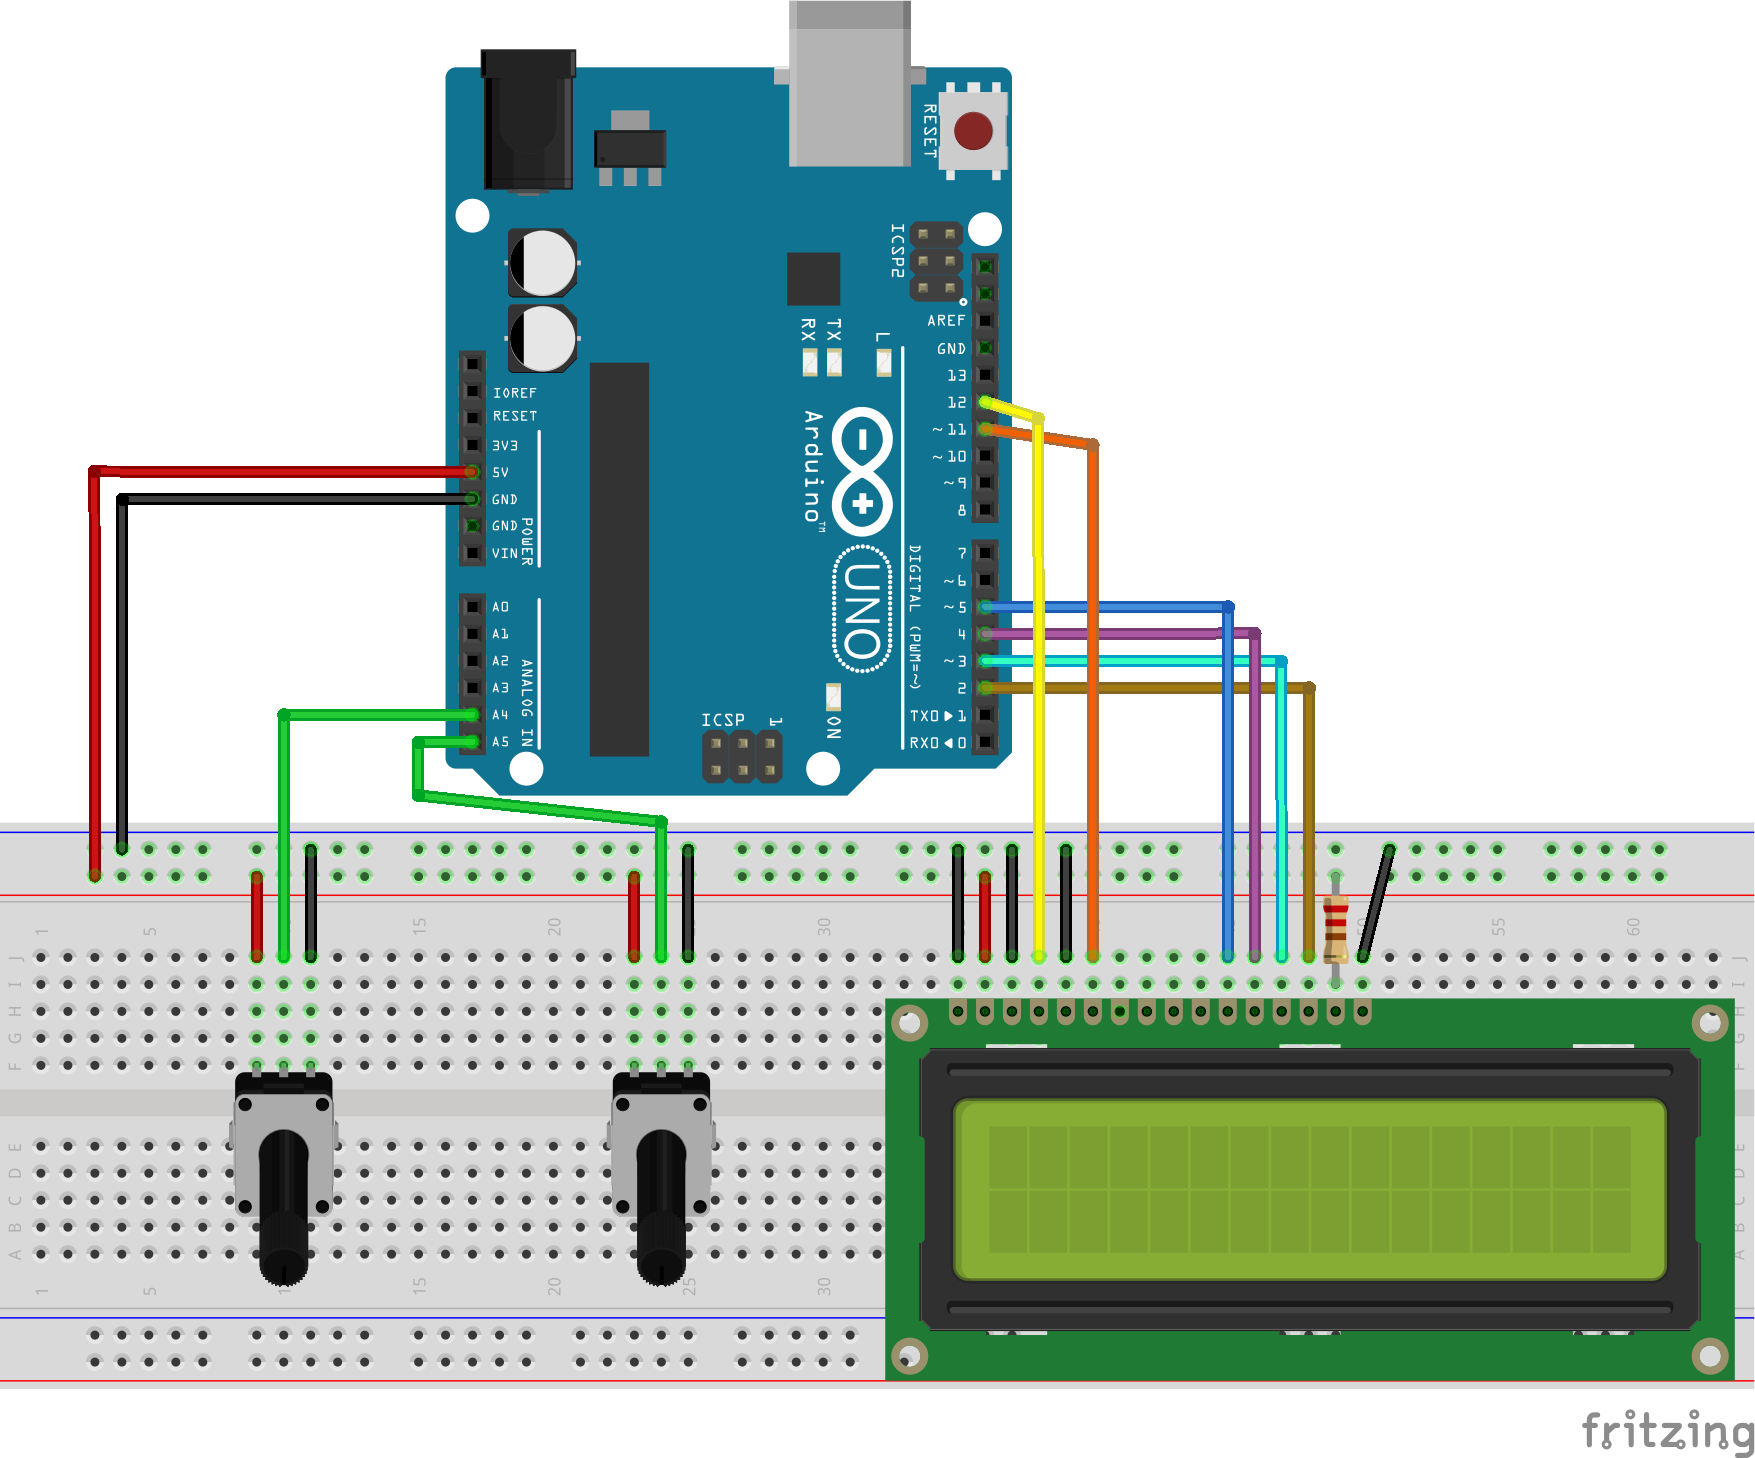 RESET
ICSP2
AREF
GND
13
12
~11
~10
~9
8
7
~6
~5
4
~3
2
TX0▶1
RX0◀0
DIGITAL (PWM=~)
RX
TX
L
Arduino™
UNO
ON
ICSP
1
IOREF
RESET
3V3
5V
GND
GND
VIN
POWER
A0
A1
A2
A3
A4
A5
ANALOG IN
1
5
15
20
30
55
60
J
I
H
G
F
E
D
C
B
A
J
I
H
G
F
E
D
C
B
A
1
5
15
20
25
30
fritzing